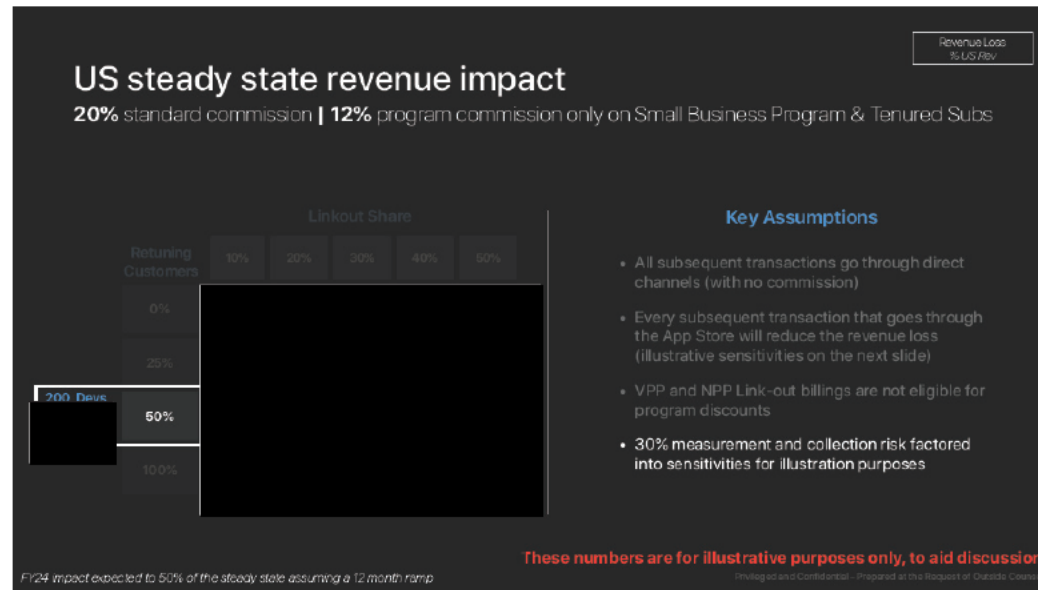 Revenue Loss
% US Rev
US steady state revenue impact
20% standard commission | 12% program commission only on Small Business Program & Tenured Subs
Linkout Share
Retuning
Customers
10% 20% 30% 40% 50%
0%
25%
200 Devs
50%
100%
Key Assumptions
• All subsequent transactions go through direct
channels (with no commission)
• Every subsequent transaction that goes through
the App Store will reduce the revenue loss
(illustrative sensitivities on the next slide)
• VPP and NPP Link-out billings are not eligible for
program discounts
• 30% measurement and collection risk factored
into sensitivities for illustration purposes
These numbers are for illustrative purposes only, to aid discussion
FY24 impact expected to 50% of the steady state assuming a 12 month ramp
Privileged and Confidential - Prepared at the Request of Outside Counse